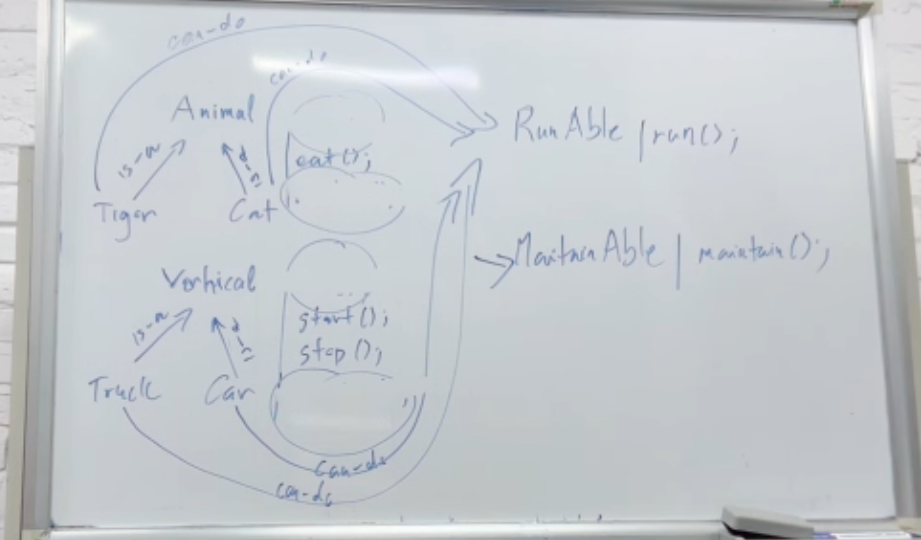 can-do
can-do
Animal
eat();
RunAble | run();
is-a
is-a
Tiger
Cat
MaitainAble | maintain();
Verhical
start();
stop();
is-a
is-a
Truck
Car
can-do
can-do